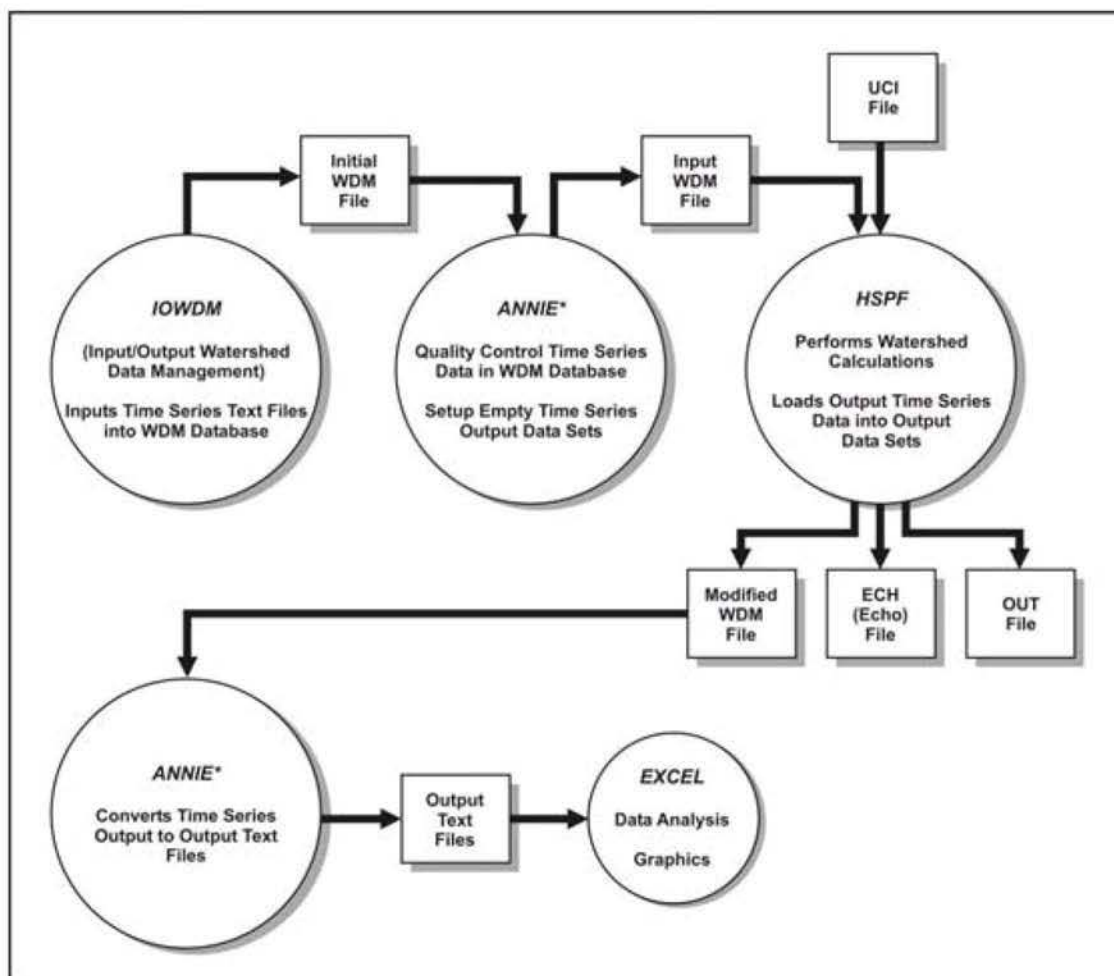 UCI
File
Initial
WDM
File
Input
WDM
File
IOWDM
(Input/Output Watershed
Data Management)
Inputs Time Series Text Files
into WDM Database
ANNIE*
Quality Control Time Series
Data in WDM Database
Setup Empty Time Series
Output Data Sets
HSPF
Performs Watershed
Calculations
Loads Output Time Series
Data into Output
Data Sets
Modified
WDM
File
ECH
(Echo)
File
OUT
File
ANNIE*
Converts Time Series
Output to Output Text
Files
Output
Text
Files
EXCEL
Data Analysis
Graphics